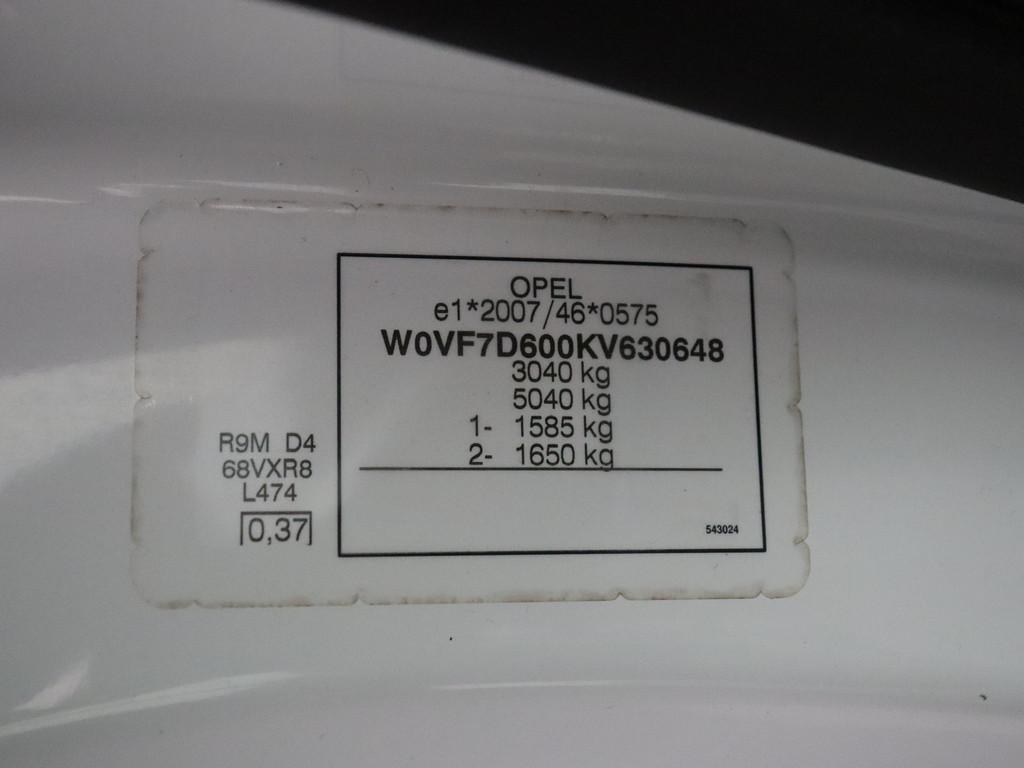 OPEL
e1*2007/46*0575
W0VF7D600KV630648
3040 kg
5040 kg
1- 1585 kg
2- 1650 kg
R9M D4
68VXR8
L474
0,37
543024